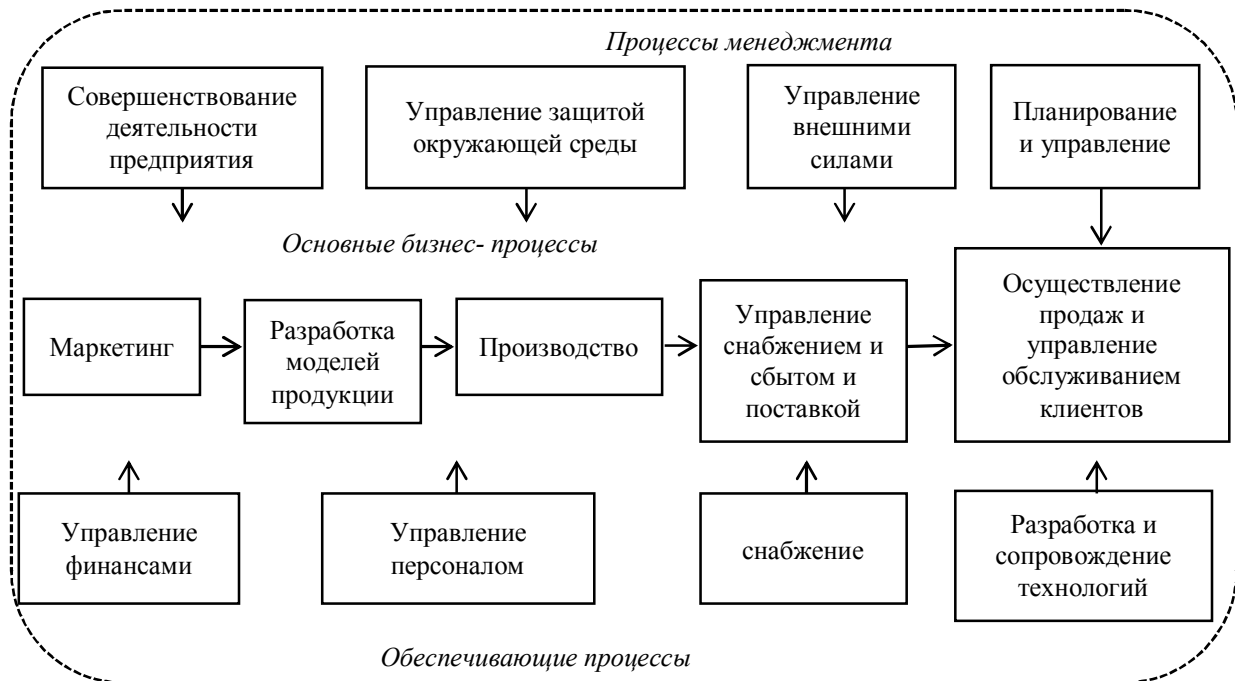 Процессы менеджмента
Совершенствование
деятельности
предприятия
Управление защитой
окружающей среды
Управление
внешними
силами
Планирование
и управление
Основные бизнес- процессы
Маркетинг
Разработка
моделей
продукции
Производство
Управление
снабжением и
сбытом и
поставкой
Осуществление
продаж и
управление
обслуживанием
клиентов
Управление
финансами
Управление
персоналом
снабжение
Разработка и
сопровождение
технологий
Обеспечивающие процессы